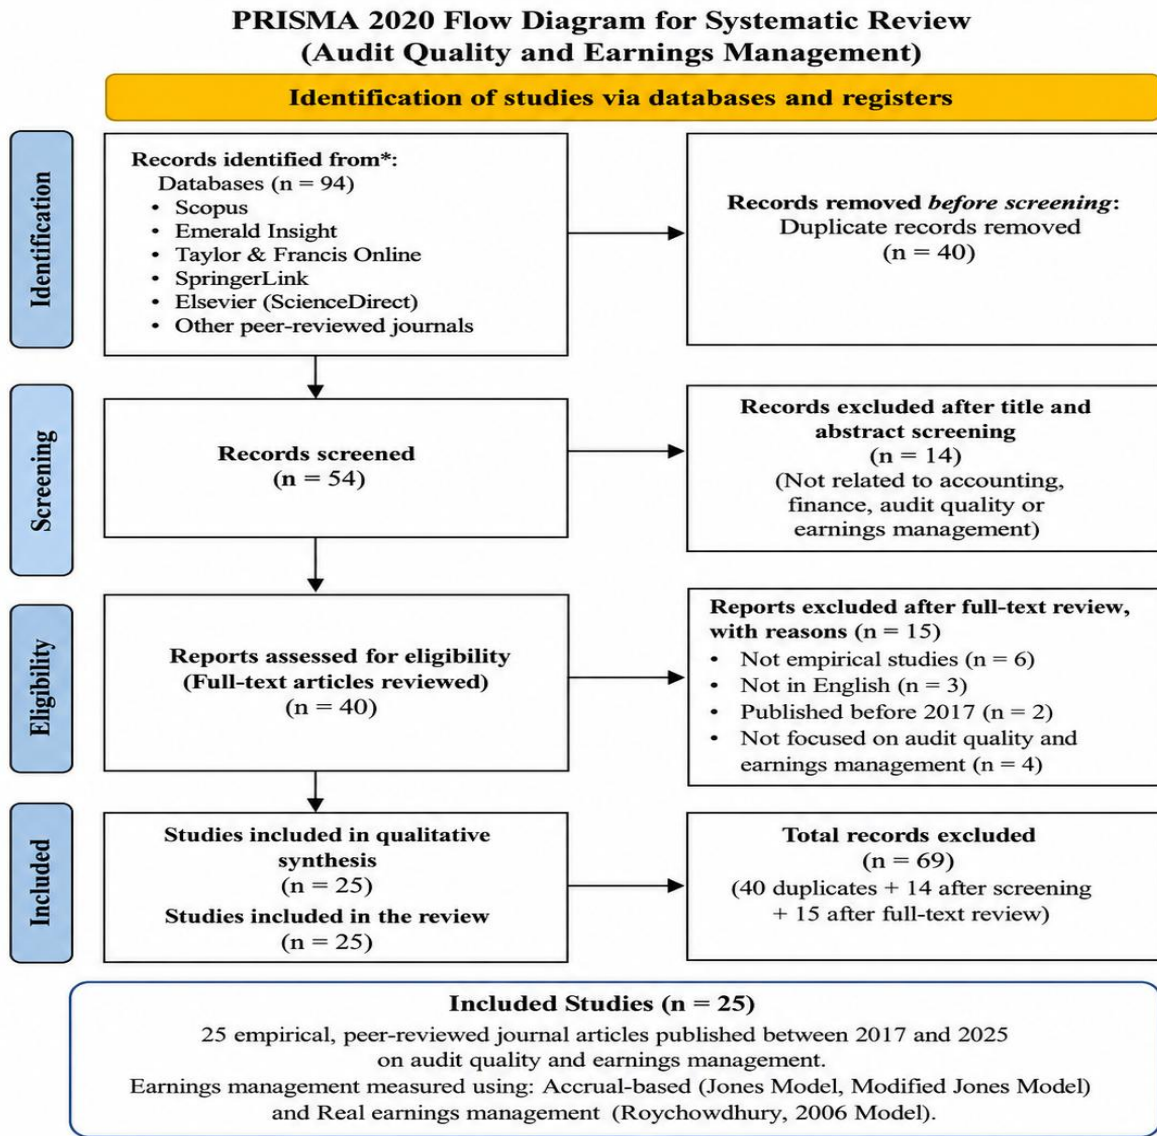 PRISMA 2020 Flow Diagram for Systematic Review
(Audit Quality and Earnings Management)
Identification of studies via databases and registers
Identification
Records identified from*:
Databases (n = 94)
• Scopus
• Emerald Insight
• Taylor & Francis Online
• SpringerLink
• Elsevier (ScienceDirect)
• Other peer-reviewed journals
Records removed before screening:
Duplicate records removed
(n = 40)
Screening
Records screened
(n = 54)
Records excluded after title and
abstract screening
(n = 14)
(Not related to accounting,
finance, audit quality or
earnings management)
Eligibility
Reports assessed for eligibility
(Full-text articles reviewed)
(n = 40)
Reports excluded after full-text review,
with reasons (n = 15)
• Not empirical studies (n = 6)
• Not in English (n = 3)
• Published before 2017 (n = 2)
• Not focused on audit quality and
earnings management (n = 4)
Included
Studies included in qualitative
synthesis
(n = 25)
Studies included in the review
(n = 25)
Total records excluded
(n = 69)
(40 duplicates + 14 after screening
+ 15 after full-text review)
Included Studies (n = 25)
25 empirical, peer-reviewed journal articles published between 2017 and 2025
on audit quality and earnings management.
Earnings management measured using: Accrual-based (Jones Model, Modified Jones Model)
and Real earnings management (Roychowdhury, 2006 Model).